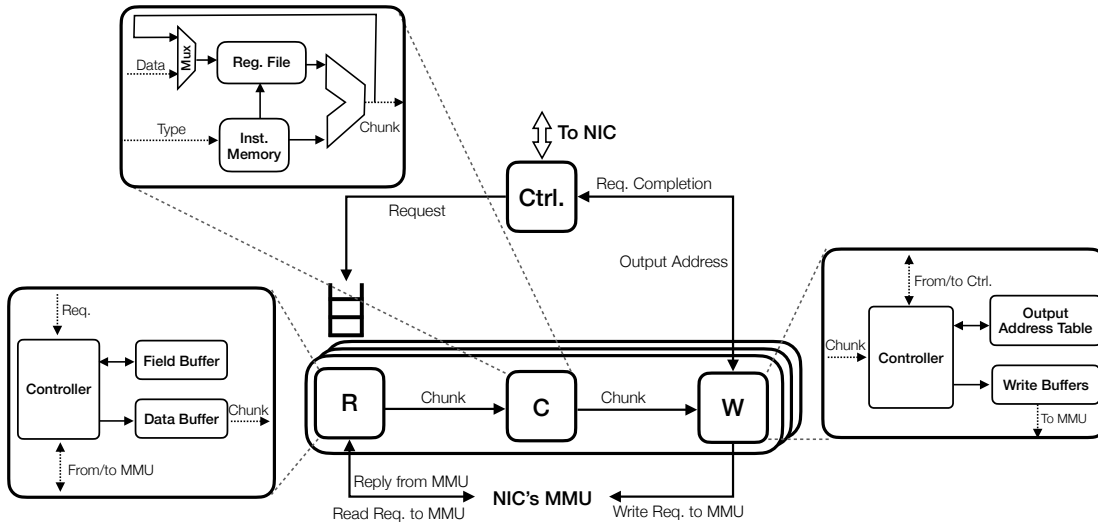 Mux
Data
Reg. File
Type
Inst.
Memory
Chunk
To NIC
Ctrl.
Req. Completion
Request
Output Address
Req.
Controller
Field Buffer
Data Buffer
Chunk
From/to MMU
R
Chunk
C
Chunk
W
Reply from MMU
Read Req. to MMU
NIC's MMU
Write Req. to MMU
From/to Ctrl.
Chunk
Controller
Output
Address Table
Write Buffers
To MMU